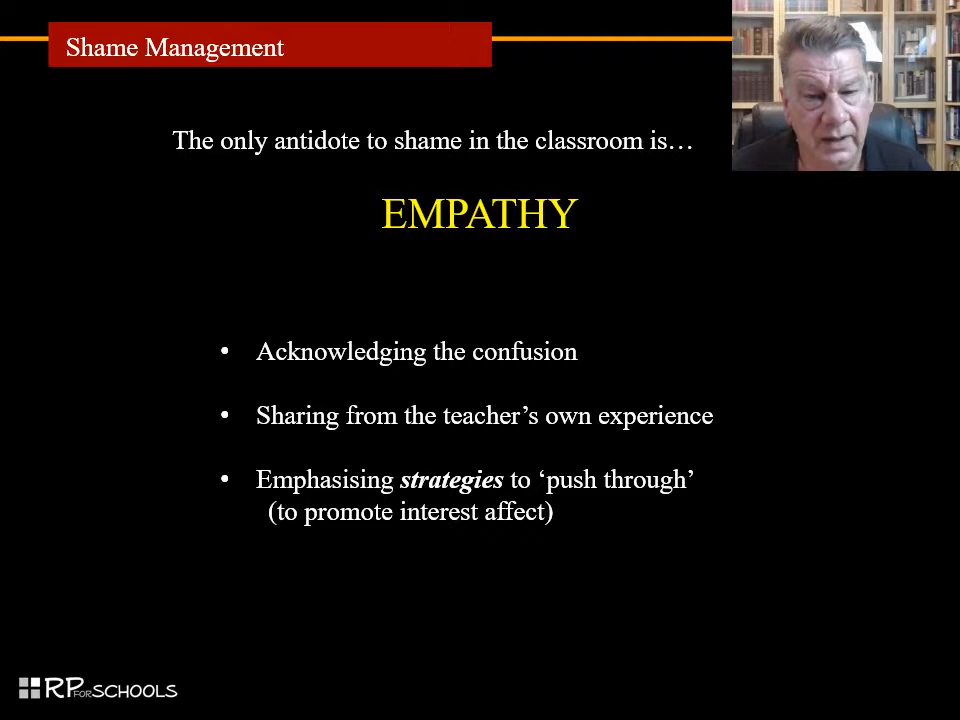 Shame Management
The only antidote to shame in the classroom is…
EMPATHY
• Acknowledging the confusion
• Sharing from the teacher’s own experience
• Emphasising strategies to ‘push through’
(to promote interest affect)
RP FOR SCHOOLS